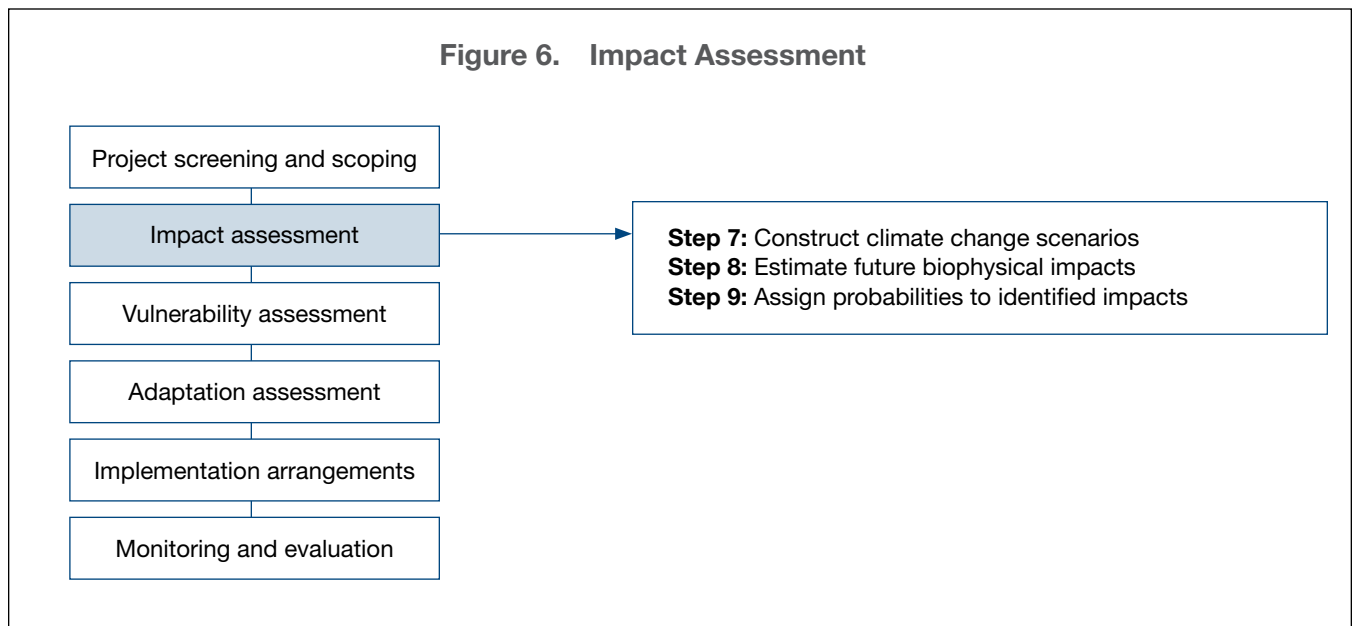 Figure 6. Impact Assessment
Project screening and scoping
Impact assessment
Vulnerability assessment
Adaptation assessment
Implementation arrangements
Monitoring and evaluation
Step 7: Construct climate change scenarios
Step 8: Estimate future biophysical impacts
Step 9: Assign probabilities to identified impacts